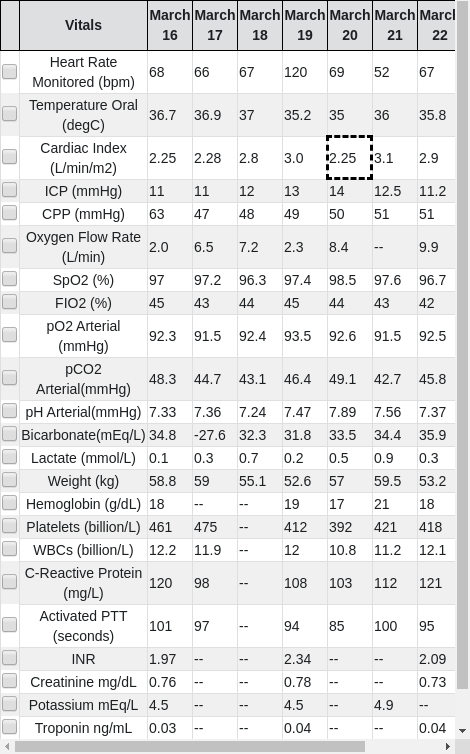 Vitals March 16 March 17 March 18 March 19 March 20 March 21 March 22
Heart Rate Monitored (bpm) 68 66 67 120 69 52 67
Temperature Oral (degC) 36.7 36.9 37 35.2 35 36 35.8
Cardiac Index (L/min/m2) 2.25 2.28 2.8 3.0 2.25 3.1 2.9
ICP (mmHg) 11 11 12 13 14 12.5 11.2
CPP (mmHg) 63 47 48 49 50 51 51
Oxygen Flow Rate (L/min) 2.0 6.5 7.2 2.3 8.4 -- 9.9
SpO2 (%) 97 97.2 96.3 97.4 98.5 97.6 96.7
FIO2 (%) 45 43 44 45 44 43 42
pO2 Arterial (mmHg) 92.3 91.5 92.4 93.5 92.6 91.5 92.5
pCO2 Arterial(mmHg) 48.3 44.7 43.1 46.4 49.1 42.7 45.8
pH Arterial(mmHg) 7.33 7.36 7.24 7.47 7.89 7.56 7.37
Bicarbonate(mEq/L) 34.8 -27.6 32.3 31.8 33.5 34.4 35.9
Lactate (mmol/L) 0.1 0.3 0.7 0.2 0.5 0.9 0.3
Weight (kg) 58.8 59 55.1 52.6 57 59.5 53.2
Hemoglobin (g/dL) 18 -- -- 19 17 21 18
Platelets (billion/L) 461 475 -- 412 392 421 418
WBCs (billion/L) 12.2 11.9 -- 12 10.8 11.2 12.1
C-Reactive Protein (mg/L) 120 98 -- 108 103 112 121
Activated PTT (seconds) 101 97 -- 94 85 100 95
INR 1.97 -- -- 2.34 -- -- 2.09
Creatinine mg/dL 0.76 -- -- 0.78 -- -- 0.73
Potassium mEq/L 4.5 -- -- 4.5 -- 4.9 --
Troponin ng/mL 0.03 -- -- 0.04 -- -- 0.04